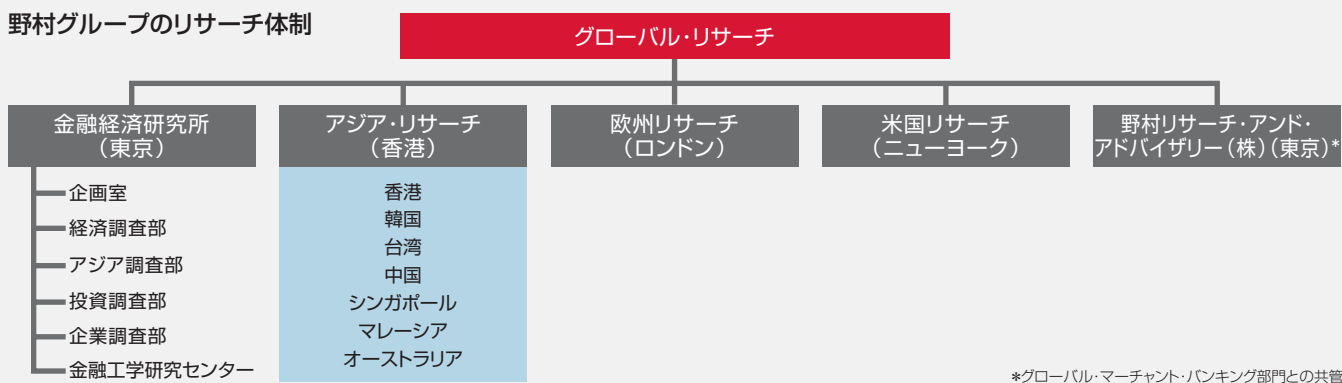 野村グループのリサーチ体制
グローバル・リサーチ
金融経済研究所
（東京）
アジア・リサーチ
（香港）
欧州リサーチ
（ロンドン）
米国リサーチ
（ニューヨーク）
野村リサーチ・アンド・
アドバイザリー（株）（東京）*
企画室
経済調査部
アジア調査部
投資調査部
企業調査部
金融工学研究センター
香港
韓国
台湾
中国
シンガポール
マレーシア
オーストラリア
*グローバル・マーチャント・バンキング部門との共管